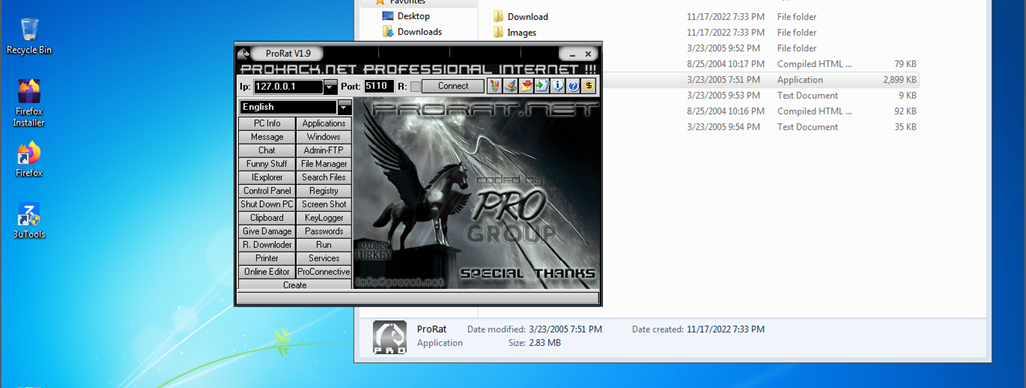 Favorites
Type
Recycle Bin
Desktop
Download
11/17/2022 7:33 PM
File folder
Downloads
Images
11/17/2022 7:33 PM
File folder
3/23/2005 9:52 PM
File folder
8/25/2004 10:17 PM
Compiled HTML ...
79 KB
3/23/2005 7:51 PM
Application
2,899 KB
3/23/2005 9:53 PM
Text Document
9 KB
8/25/2004 10:16 PM
Compiled HTML ...
92 KB
3/23/2005 9:54 PM
Text Document
35 KB
Firefox
Installer
Firefox
3uTools
ProRat V1.9
PROHACK.NET PROFESSIONAL INTERNET !!!
Ip:
127.0.0.1
Port:
5110
R:
Connect
English
PRORAT.NET
PC Info
Applications
Message
Windows
Chat
Admin-FTP
Funny Stuff
File Manager
IExplorer
Search Files
Control Panel
Registry
Shut Down PC
Screen Shot
Clipboard
KeyLogger
Give Damage
Passwords
R. Downloder
Run
Printer
Services
Online Editor
ProConnective
Create
coded by
PRO
GROUP
MADE IN
TURKEY
SPECIAL THANKS
info@prorat.net
PRO
ProRat
Date modified: 3/23/2005 7:51 PM
Date created: 11/17/2022 7:33 PM
Application
Size: 2.83 MB